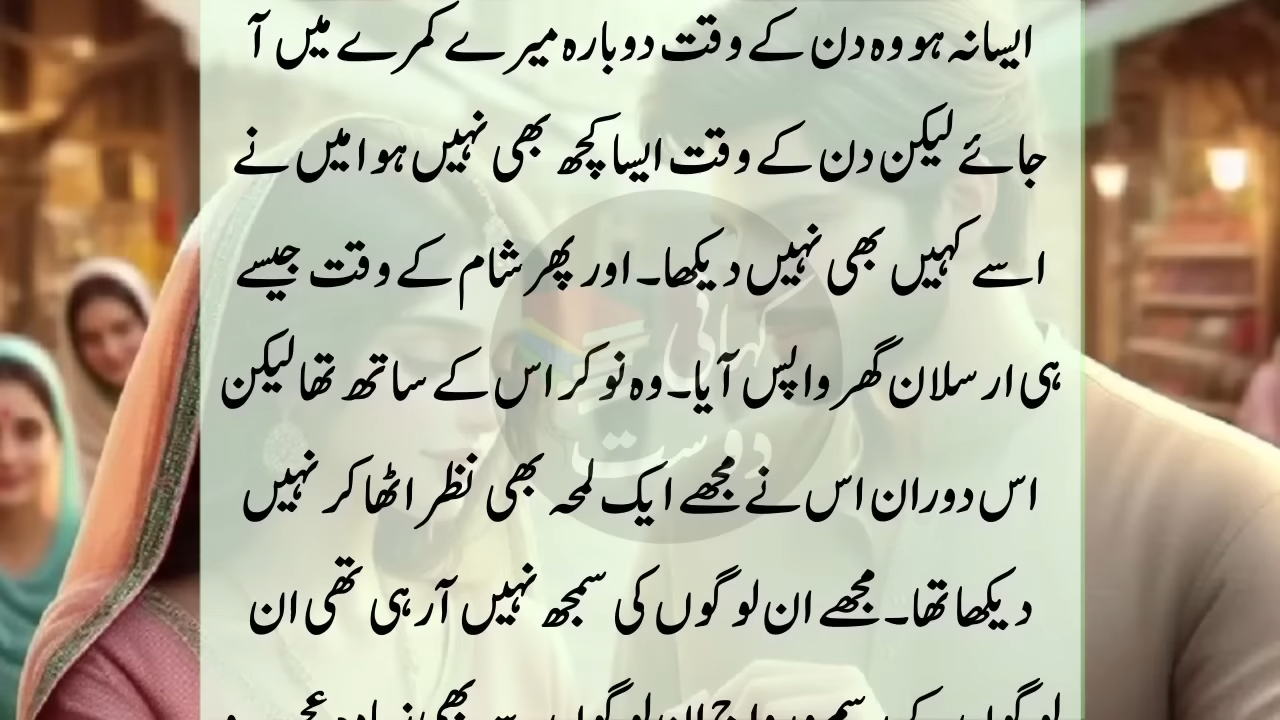 ایسا نہ ہو وہ دن کے وقت دوبارہ میرے کمرے میں آ
جائے لیکن دن کے وقت ایسا کچھ بھی نہیں ہوا میں نے
اسے کہیں بھی نہیں دیکھا۔ اور پھر شام کے وقت جیسے
ہی ارسلان گھر واپس آیا۔ وہ نوکر اس کے ساتھ تھا لیکن
اس دوران اس نے مجھے ایک لمحہ بھی نظر اٹھا کر نہیں
دیکھا تھا۔ مجھے ان لوگوں کی سمجھ نہیں آ رہی تھی ان
کہانی
دوست